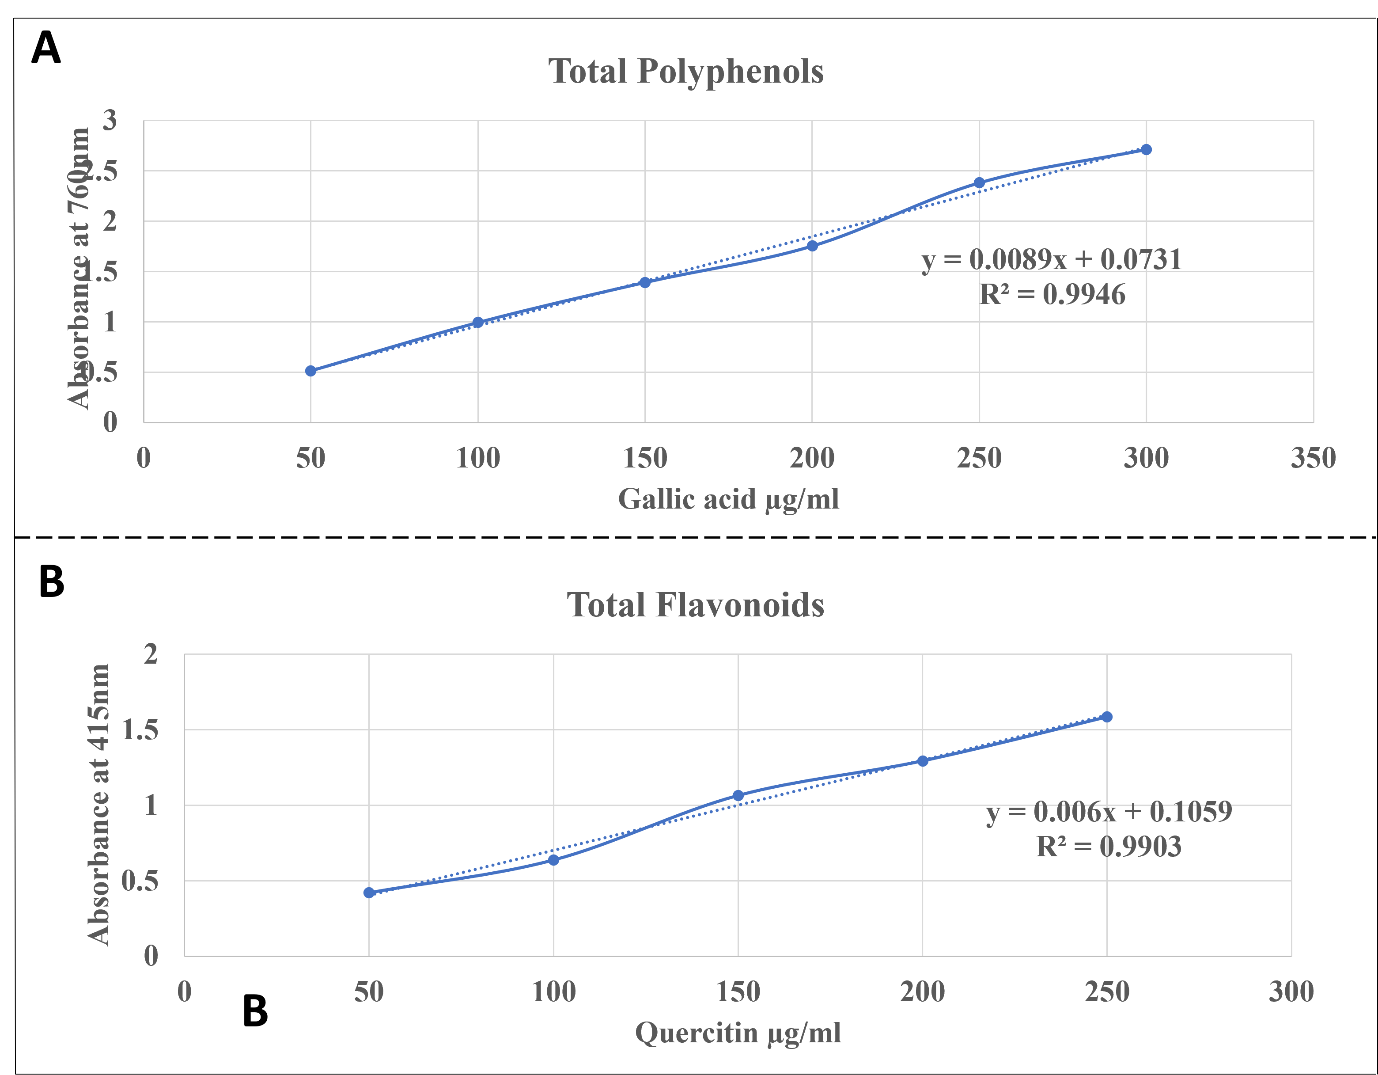 A
Total Polyphenols
3
2.5
2
1.5
1
0.5
0
Absorbance at 760nm
y = 0.0089x + 0.0731
R² = 0.9946
0 50 100 150 200 250 300 350
Gallic acid µg/ml
B
Total Flavonoids
2
1.5
1
0.5
0
Absorbance at 415nm
y = 0.006x + 0.1059
R² = 0.9903
0 50 100 150 200 250 300
B
Quercitin µg/ml